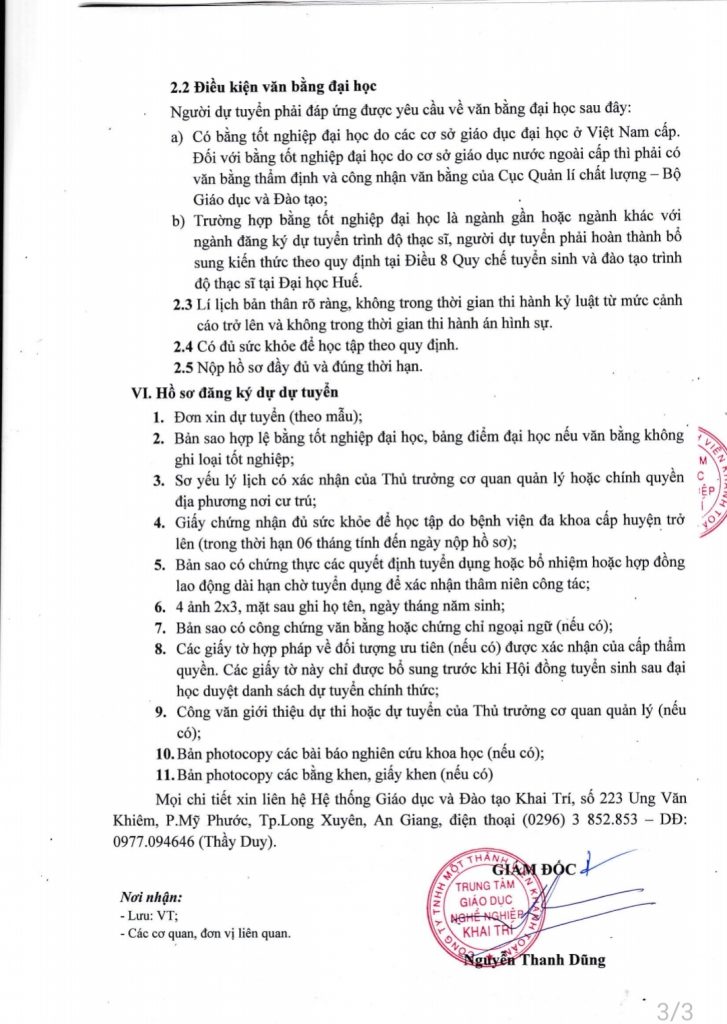 2.2 Điều kiện văn bằng đại học
Người dự tuyển phải đáp ứng được yêu cầu về văn bằng đại học sau đây:
a) Có bằng tốt nghiệp đại học do các cơ sở giáo dục đại học ở Việt Nam cấp.
Đối với bằng tốt nghiệp đại học do cơ sở giáo dục nước ngoài cấp thì phải có
văn bằng thẩm định và công nhận văn bằng của Cục Quản lí chất lượng – Bộ
Giáo dục và Đào tạo;
b) Trường hợp bằng tốt nghiệp đại học là ngành gần hoặc ngành khác với
ngành đăng ký dự tuyển trình độ thạc sĩ, người dự tuyển phải hoàn thành bổ
sung kiến thức theo quy định tại Điều 8 Quy chế tuyển sinh và đào tạo trình
độ thạc sĩ tại Đại học Huế.
2.3 Lí lịch bản thân rõ ràng, không trong thời gian thi hành kỷ luật từ mức cảnh
cáo trở lên và không trong thời gian thi hành án hình sự.
2.4 Có đủ sức khỏe để học tập theo quy định.
2.5 Nộp hồ sơ đầy đủ và đúng thời hạn.
VI. Hồ sơ đăng ký dự dự tuyển
1. Đơn xin dự tuyển (theo mẫu);
2. Bản sao hợp lệ bằng tốt nghiệp đại học, bảng điểm đại học nếu văn bằng không
ghi loại tốt nghiệp;
3. Sơ yếu lý lịch có xác nhận của Thủ trưởng cơ quan quản lý hoặc chính quyền
địa phương nơi cư trú;
4. Giấy chứng nhận đủ sức khỏe để học tập do bệnh viện đa khoa cấp huyện trở
lên (trong thời hạn 06 tháng tính đến ngày nộp hồ sơ);
5. Bản sao có chứng thực các quyết định tuyển dụng hoặc bổ nhiệm hoặc hợp đồng
lao động dài hạn chờ tuyển dụng để xác nhận thâm niên công tác;
6. 4 ảnh 2x3, mặt sau ghi họ tên, ngày tháng năm sinh;
7. Bản sao có công chứng văn bằng hoặc chứng chỉ ngoại ngữ (nếu có);
8. Các giấy tờ hợp pháp về đối tượng ưu tiên (nếu có) được xác nhận của cấp thẩm
quyền. Các giấy tờ này chỉ được bổ sung trước khi Hội đồng tuyển sinh sau đại
học duyệt danh sách dự tuyển chính thức;
9. Công văn giới thiệu dự thi hoặc dự tuyển của Thủ trưởng cơ quan quản lý (nếu
có);
10. Bản photocopy các bài báo nghiên cứu khoa học (nếu có);
11. Bản photocopy các bằng khen, giấy khen (nếu có)
Mọi chi tiết xin liên hệ Hệ thống Giáo dục và Đào tạo Khai Trí, số 223 Ung Văn
Khiêm, P.Mỹ Phước, Tp.Long Xuyên, An Giang, điện thoại (0296) 3 852.853 – DĐ:
0977.094646 (Thầy Duy).
GIÁM ĐỐC
CÔNG TY TNHH MỘT THÀNH VIÊN KHÁNH TOÀN
TRUNG TÂM
GIÁO DỤC
NGHỀ NGHIỆP
KHAI TRÍ
Nguyễn Thanh Dũng
Nơi nhận:
- Lưu: VT;
- Các cơ quan, đơn vị liên quan.
3/3